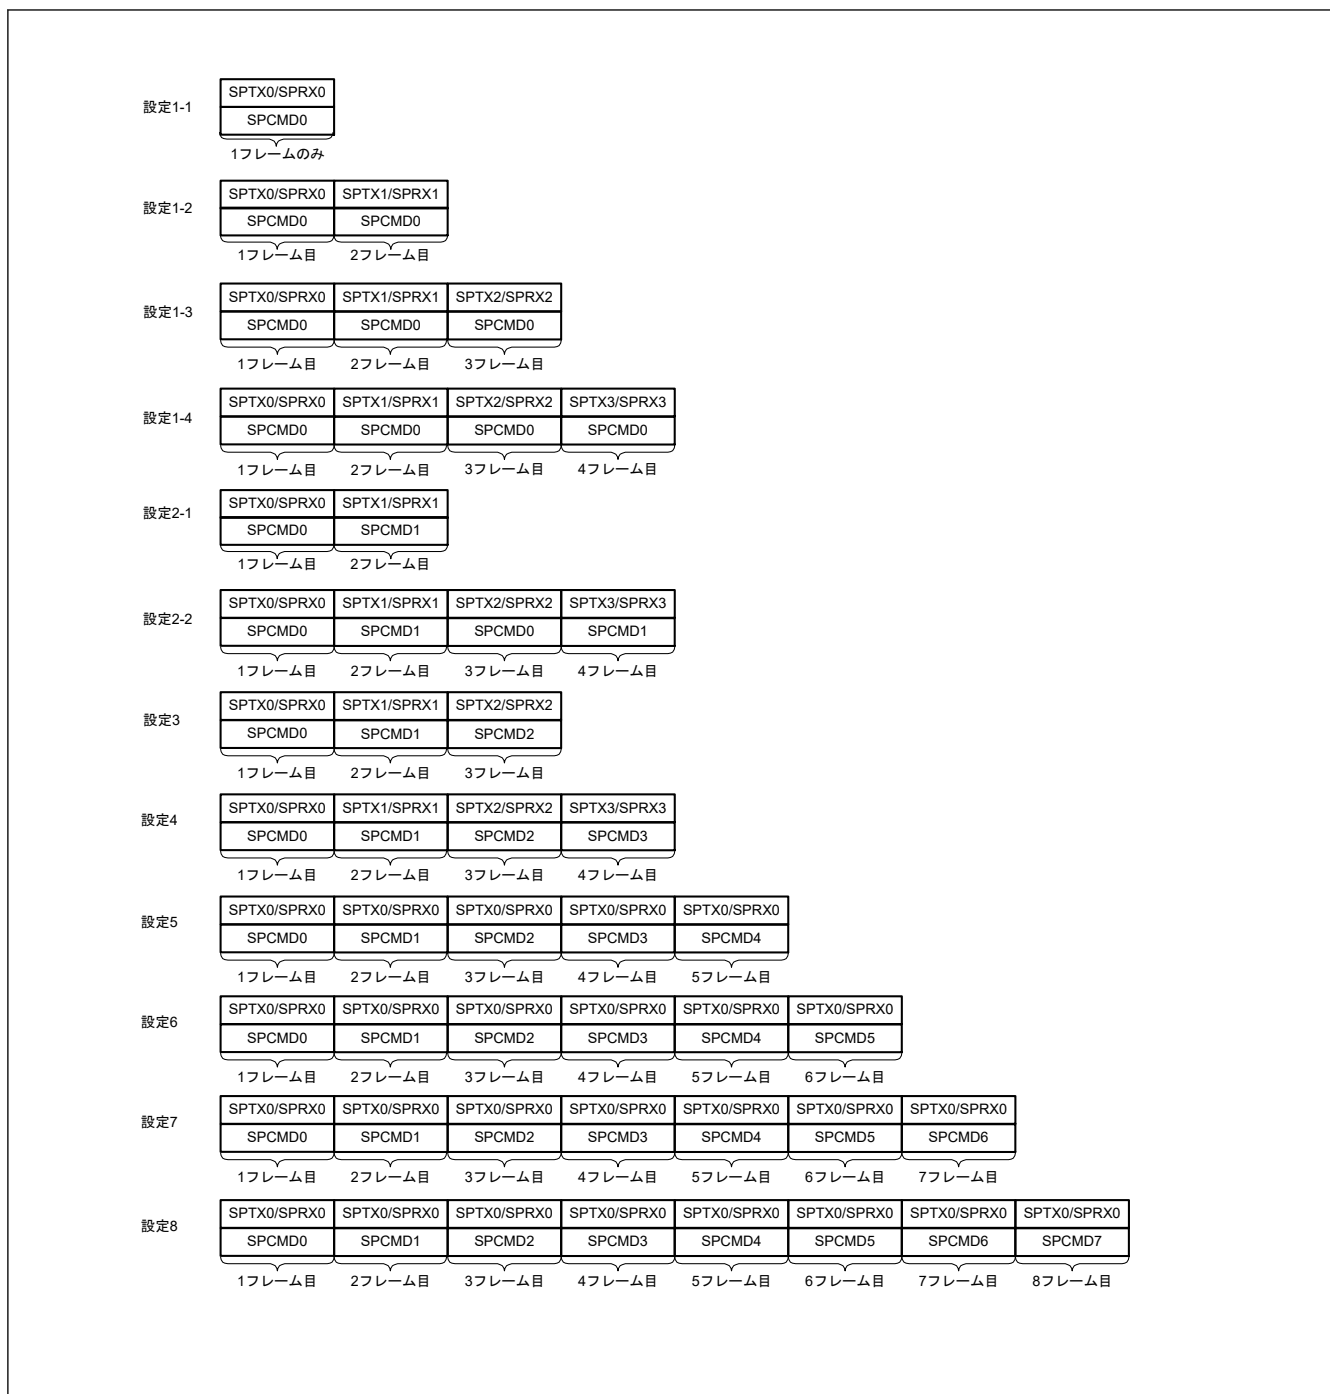 設定1-1
SPTX0/SPRX0
SPCMD0
1フレームのみ
設定1-2
SPTX0/SPRX0 SPTX1/SPRX1
SPCMD0 SPCMD0
1フレーム目 2フレーム目
設定1-3
SPTX0/SPRX0 SPTX1/SPRX1 SPTX2/SPRX2
SPCMD0 SPCMD0 SPCMD0
1フレーム目 2フレーム目 3フレーム目
設定1-4
SPTX0/SPRX0 SPTX1/SPRX1 SPTX2/SPRX2 SPTX3/SPRX3
SPCMD0 SPCMD0 SPCMD0 SPCMD0
1フレーム目 2フレーム目 3フレーム目 4フレーム目
設定2-1
SPTX0/SPRX0 SPTX1/SPRX1
SPCMD0 SPCMD1
1フレーム目 2フレーム目
設定2-2
SPTX0/SPRX0 SPTX1/SPRX1 SPTX2/SPRX2 SPTX3/SPRX3
SPCMD0 SPCMD1 SPCMD0 SPCMD1
1フレーム目 2フレーム目 3フレーム目 4フレーム目
設定3
SPTX0/SPRX0 SPTX1/SPRX1 SPTX2/SPRX2
SPCMD0 SPCMD1 SPCMD2
1フレーム目 2フレーム目 3フレーム目
設定4
SPTX0/SPRX0 SPTX1/SPRX1 SPTX2/SPRX2 SPTX3/SPRX3
SPCMD0 SPCMD1 SPCMD2 SPCMD3
1フレーム目 2フレーム目 3フレーム目 4フレーム目
設定5
SPTX0/SPRX0 SPTX0/SPRX0 SPTX0/SPRX0 SPTX0/SPRX0 SPTX0/SPRX0
SPCMD0 SPCMD1 SPCMD2 SPCMD3 SPCMD4
1フレーム目 2フレーム目 3フレーム目 4フレーム目 5フレーム目
設定6
SPTX0/SPRX0 SPTX0/SPRX0 SPTX0/SPRX0 SPTX0/SPRX0 SPTX0/SPRX0 SPTX0/SPRX0
SPCMD0 SPCMD1 SPCMD2 SPCMD3 SPCMD4 SPCMD5
1フレーム目 2フレーム目 3フレーム目 4フレーム目 5フレーム目 6フレーム目
設定7
SPTX0/SPRX0 SPTX0/SPRX0 SPTX0/SPRX0 SPTX0/SPRX0 SPTX0/SPRX0 SPTX0/SPRX0 SPTX0/SPRX0
SPCMD0 SPCMD1 SPCMD2 SPCMD3 SPCMD4 SPCMD5 SPCMD6
1フレーム目 2フレーム目 3フレーム目 4フレーム目 5フレーム目 6フレーム目 7フレーム目
設定8
SPTX0/SPRX0 SPTX0/SPRX0 SPTX0/SPRX0 SPTX0/SPRX0 SPTX0/SPRX0 SPTX0/SPRX0 SPTX0/SPRX0 SPTX0/SPRX0
SPCMD0 SPCMD1 SPCMD2 SPCMD3 SPCMD4 SPCMD5 SPCMD6 SPCMD7
1フレーム目 2フレーム目 3フレーム目 4フレーム目 5フレーム目 6フレーム目 7フレーム目 8フレーム目